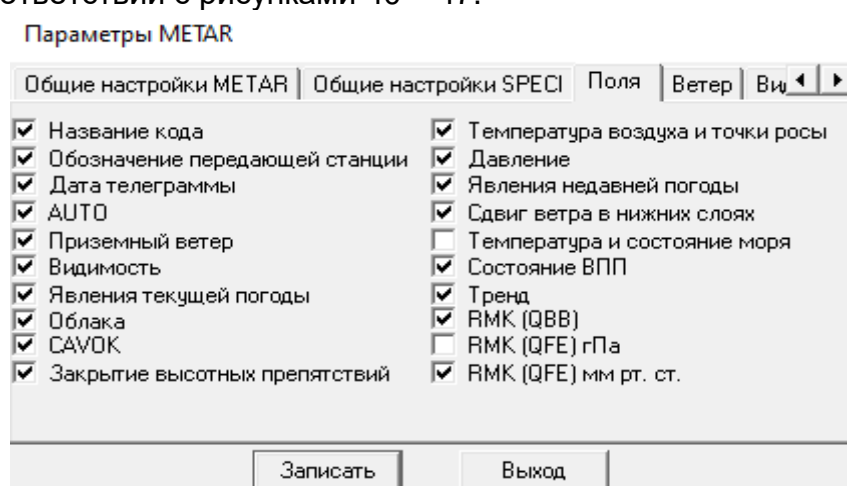 ответствии с рисунками
Параметры METAR
Общие настройки METAR Общие настройки SPECI Поля Ветер Ви
Название кода
Обозначение передающей станции
Дата телеграммы
AUTO
Приземный ветер
Видимость
Явления текущей погоды
Облака
CAVOK
Закрытие высотных препятствий
Температура воздуха и точки росы
Давление
Явления недавней погоды
Сдвиг ветра в нижних слоях
Температура и состояние моря
Состояние ВПП
Тренд
RMK (QBB)
RMK (QFE) гПа
RMK (QFE) мм рт. ст.
Записать Выход